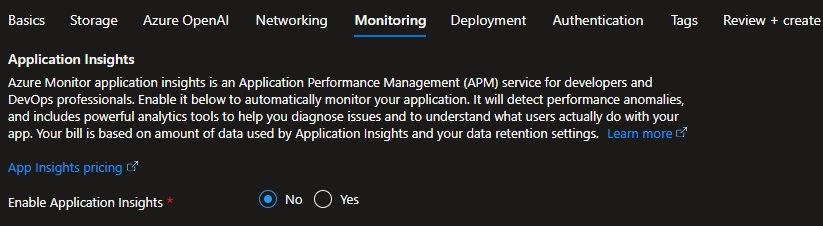 Basics Storage Azure OpenAI Networking Monitoring Deployment Authentication Tags Review + create
Application Insights
Azure Monitor application insights is an Application Performance Management (APM) service for developers and
DevOps professionals. Enable it below to automatically monitor your application. It will detect performance anomalies,
and includes powerful analytics tools to help you diagnose issues and to understand what users actually do with your
app. Your bill is based on amount of data used by Application Insights and your data retention settings. Learn more
App Insights pricing
Enable Application Insights * No Yes